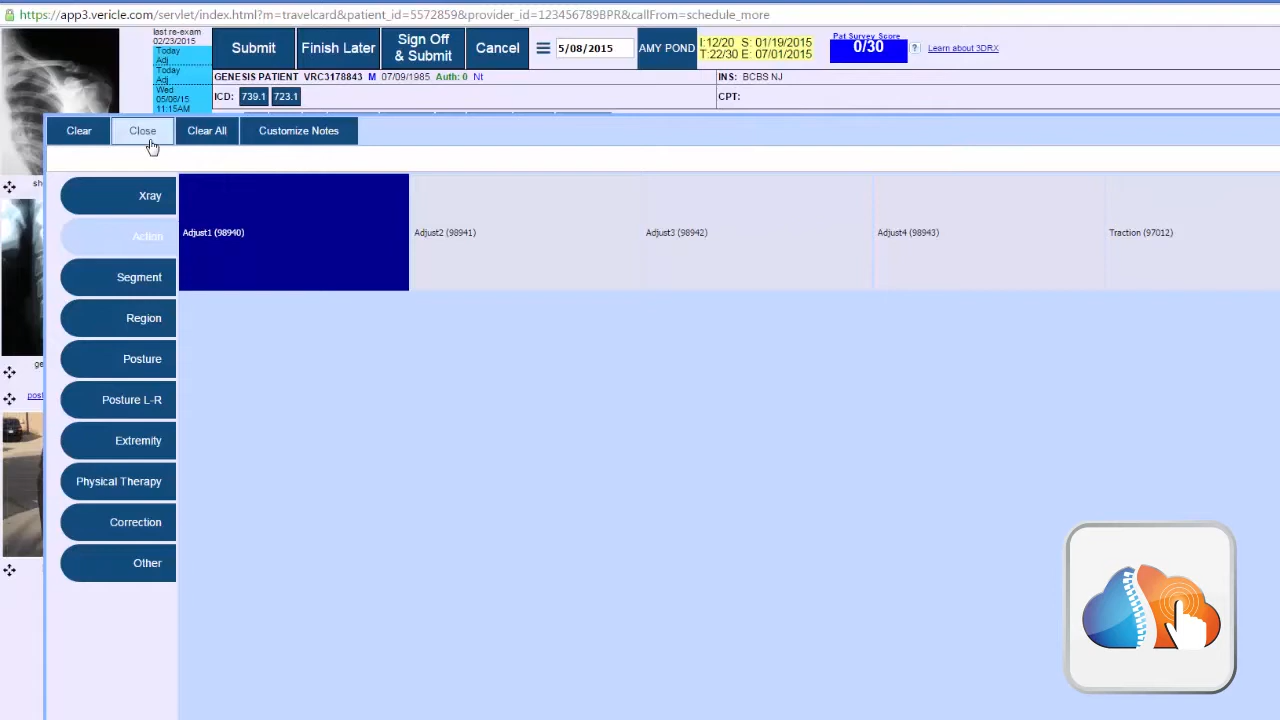 https://app3.vericle.com/servlet/index.html?m=travelcard&patient_id=5572859&provider_id=123456789BPR&callFrom=schedule_more
last re-exam
02/23/2015
Today
Adj
Today
Adj
Wed
05/06/15
11:15AM
Submit
Finish Later
Sign Off
& Submit
Cancel
5/08/2015
AMY POND
I:12/20 S: 01/19/2015
T:22/30 E: 07/01/2015
Pat Survey Score
0/30
?
Learn about 3DRX
GENESIS PATIENT VRC3178843 M 07/09/1985 Auth: 0 Nt
INS: BCBS NJ
ICD: 739.1 723.1
CPT:
Clear
Close
Clear All
Customize Notes
sh
ge
post
Xray
Action
Segment
Region
Posture
Posture L-R
Extremity
Physical Therapy
Correction
Other
Adjust1 (98940)
Adjust2 (98941)
Adjust3 (98942)
Adjust4 (98943)
Traction (97012)